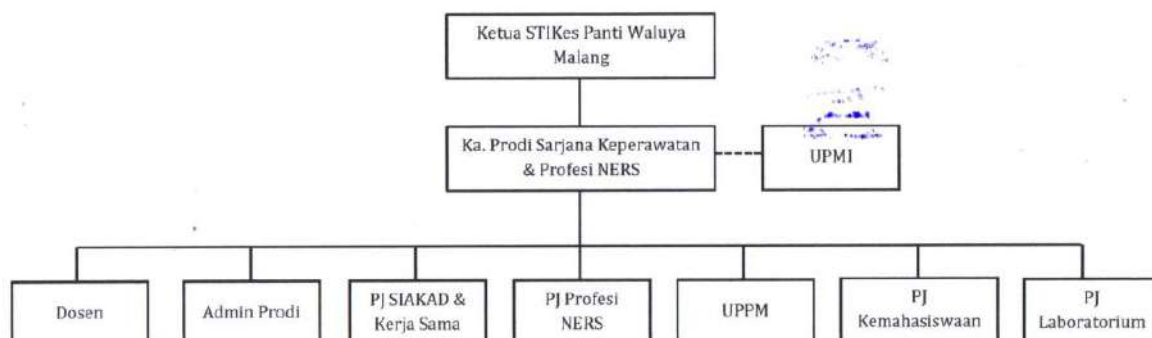 Ketua STIKes Panti Waluya
Malang
Ka. Prodi Sarjana Keperawatan
& Profesi NERS
UPMI
Dosen
Admin Prodi
PJ SIAKAD &
Kerja Sama
PJ Profesi
NERS
UPPM
PJ
Kemahasiswaan
PJ
Laboratorium